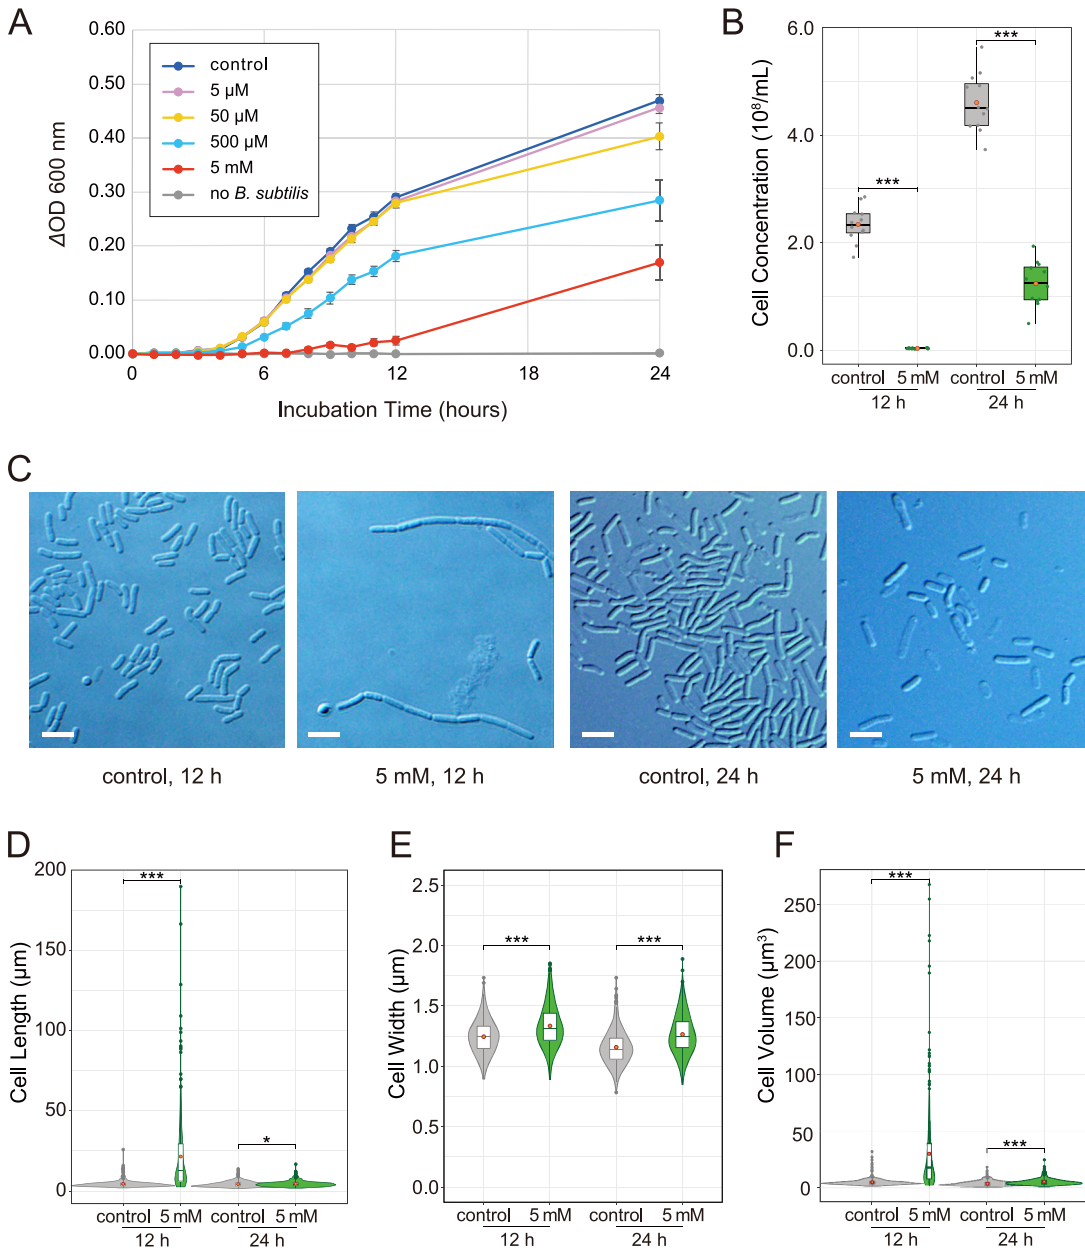 A
0.60
0.50
0.40
0.30
0.20
0.10
0.00
ΔOD 600 nm
control
5 µM
50 µM
500 µM
5 mM
no B. subtilis
0 6 12 18 24
Incubation Time (hours)
B
6.0
4.0
2.0
0.0
Cell Concentration (10⁸/mL)
***
***
control 5 mM control 5 mM
12 h 24 h
C
control, 12 h 5 mM, 12 h control, 24 h 5 mM, 24 h
D
200
150
100
50
0
Cell Length (µm)
***
*
control 5 mM control 5 mM
12 h 24 h
E
2.5
2.0
1.5
1.0
0.5
0.0
Cell Width (µm)
*** ***
control 5 mM control 5 mM
12 h 24 h
F
250
200
150
100
50
0
Cell Volume (µm³)
***
***
control 5 mM control 5 mM
12 h 24 h